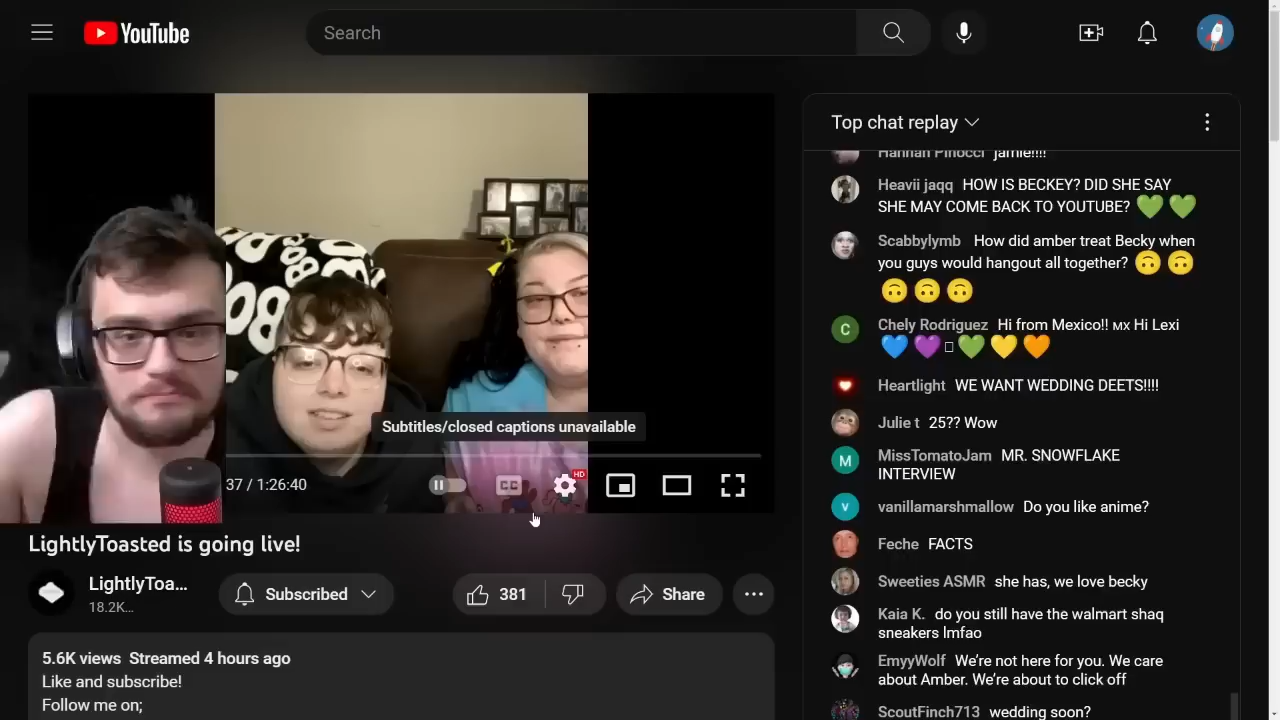 YouTube
Search
Top chat replay
Hannah Pinocci jamie!!!!
Heavii jaqq HOW IS BECKEY? DID SHE SAY
SHE MAY COME BACK TO YOUTUBE? 💚 💚
Scabbylymb How did amber treat Becky when
you guys would hangout all together? 🙃 🙃
🙃 🙃 🙃
C
Chely Rodriguez Hi from Mexico!! MX Hi Lexi
💙 💜 💚 💛 🧡
Heartlight WE WANT WEDDING DEETS!!!!
Julie t 25?? Wow
M
MissTomatoJam MR. SNOWFLAKE
INTERVIEW
v
vanillamarshmallow Do you like anime?
Feche FACTS
Sweeties ASMR she has, we love becky
Kaia K. do you still have the walmart shaq
sneakers lmfao
EmyyWolf We're not here for you. We care
about Amber. We're about to click off
ScoutFinch713 wedding soon?
Subtitles/closed captions unavailable
37 / 1:26:40
CC
HD
LightlyToasted is going live!
LightlyToa...
18.2K...
Subscribed
381
Share
5.6K views Streamed 4 hours ago
Like and subscribe!
Follow me on;